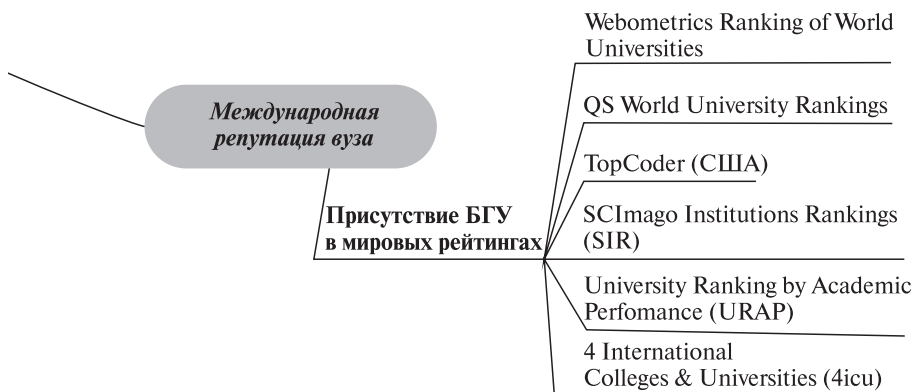 Международная
репутация вуза
Присутствие БГУ
в мировых рейтингах
Webometrics Ranking of World
Universities
QS World University Rankings
TopCoder (США)
SCImago Institutions Rankings
(SIR)
University Ranking by Academic
Perfomance (URAP)
4 International
Colleges & Universities (4icu)